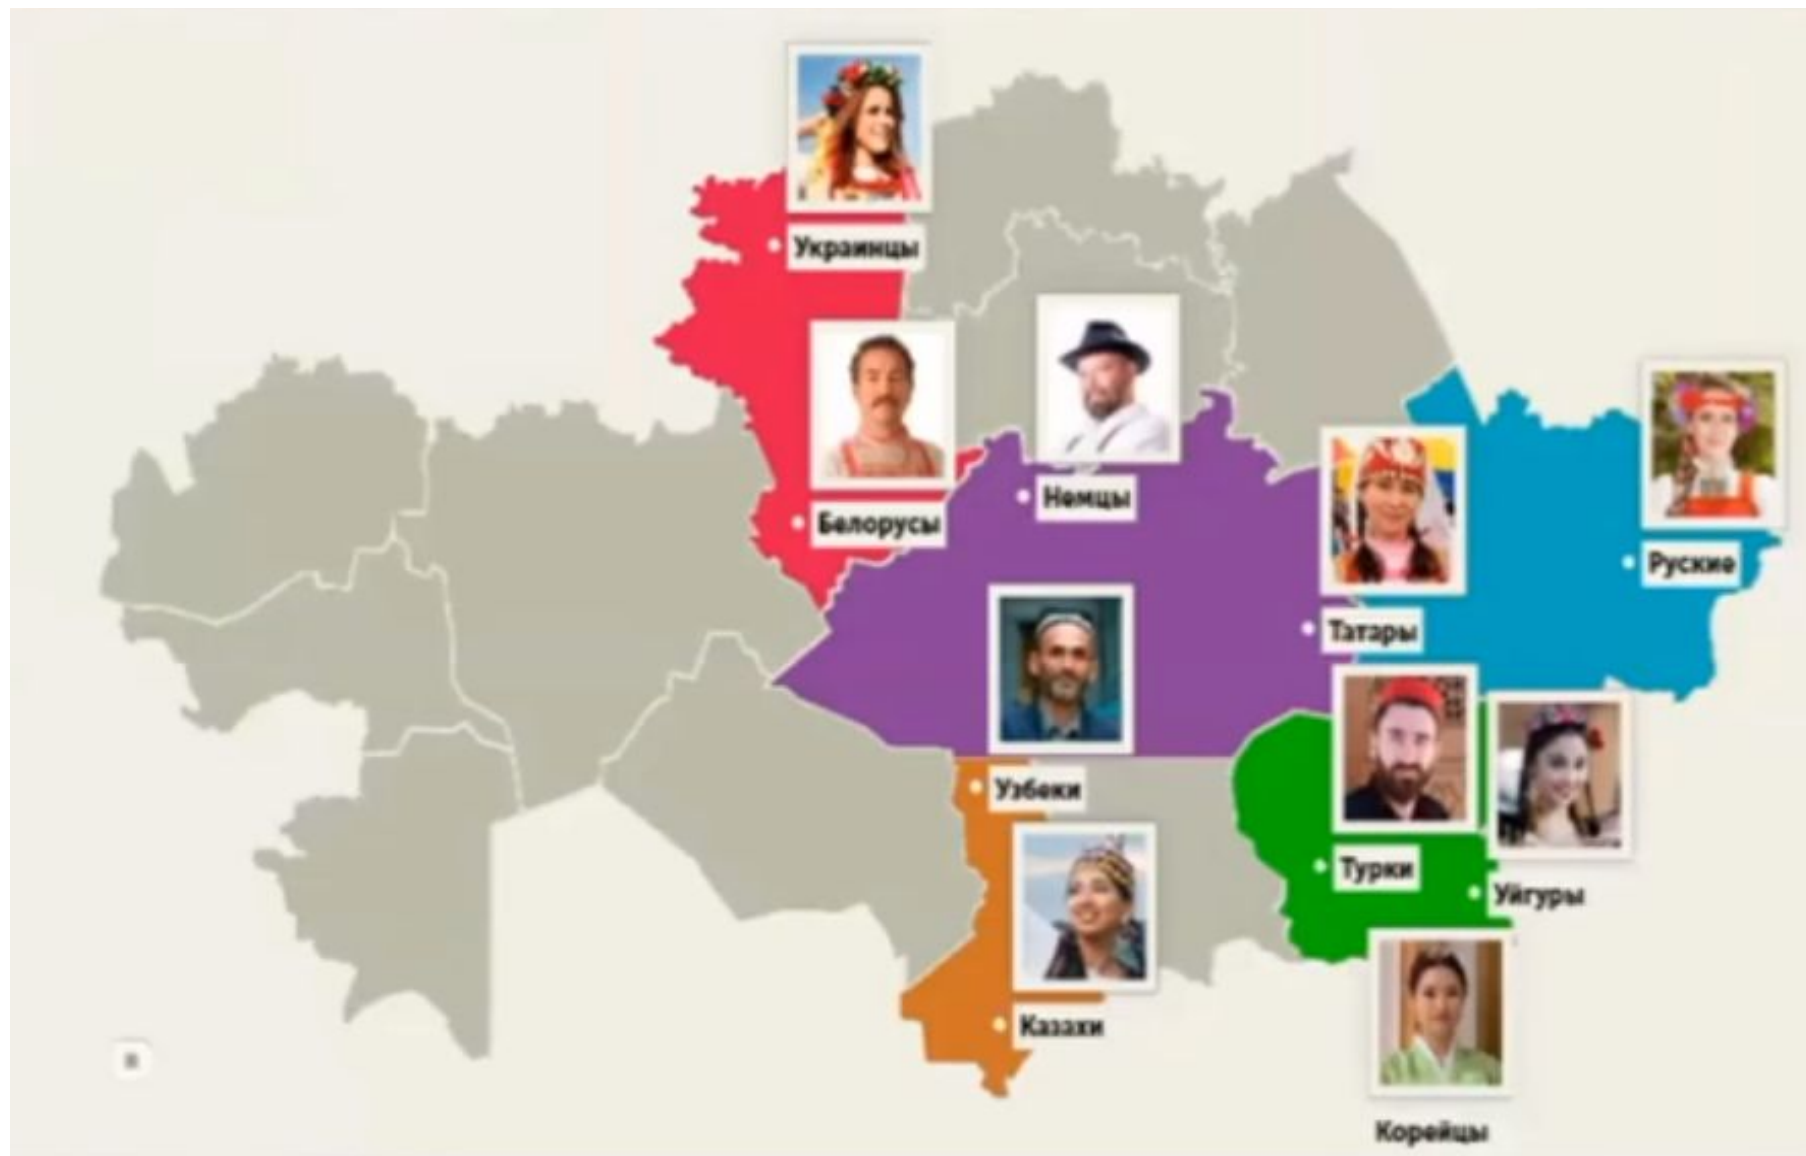 Украинцы
Немцы
Белорусы
Руские
Татары
Узбеки
Турки
Уйгуры
Казахи
Корейцы